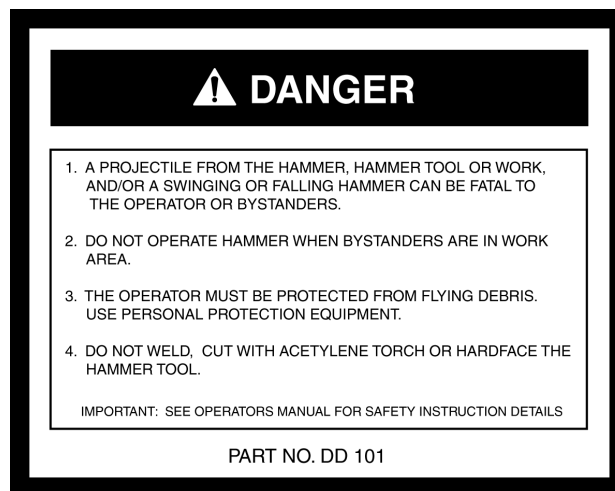 DANGER
1. A PROJECTILE FROM THE HAMMER, HAMMER TOOL OR WORK,
AND/OR A SWINGING OR FALLING HAMMER CAN BE FATAL TO
THE OPERATOR OR BYSTANDERS.
2. DO NOT OPERATE HAMMER WHEN BYSTANDERS ARE IN WORK
AREA.
3. THE OPERATOR MUST BE PROTECTED FROM FLYING DEBRIS.
USE PERSONAL PROTECTION EQUIPMENT.
4. DO NOT WELD, CUT WITH ACETYLENE TORCH OR HARDFACE THE
HAMMER TOOL.
IMPORTANT: SEE OPERATORS MANUAL FOR SAFETY INSTRUCTION DETAILS
PART NO. DD 101